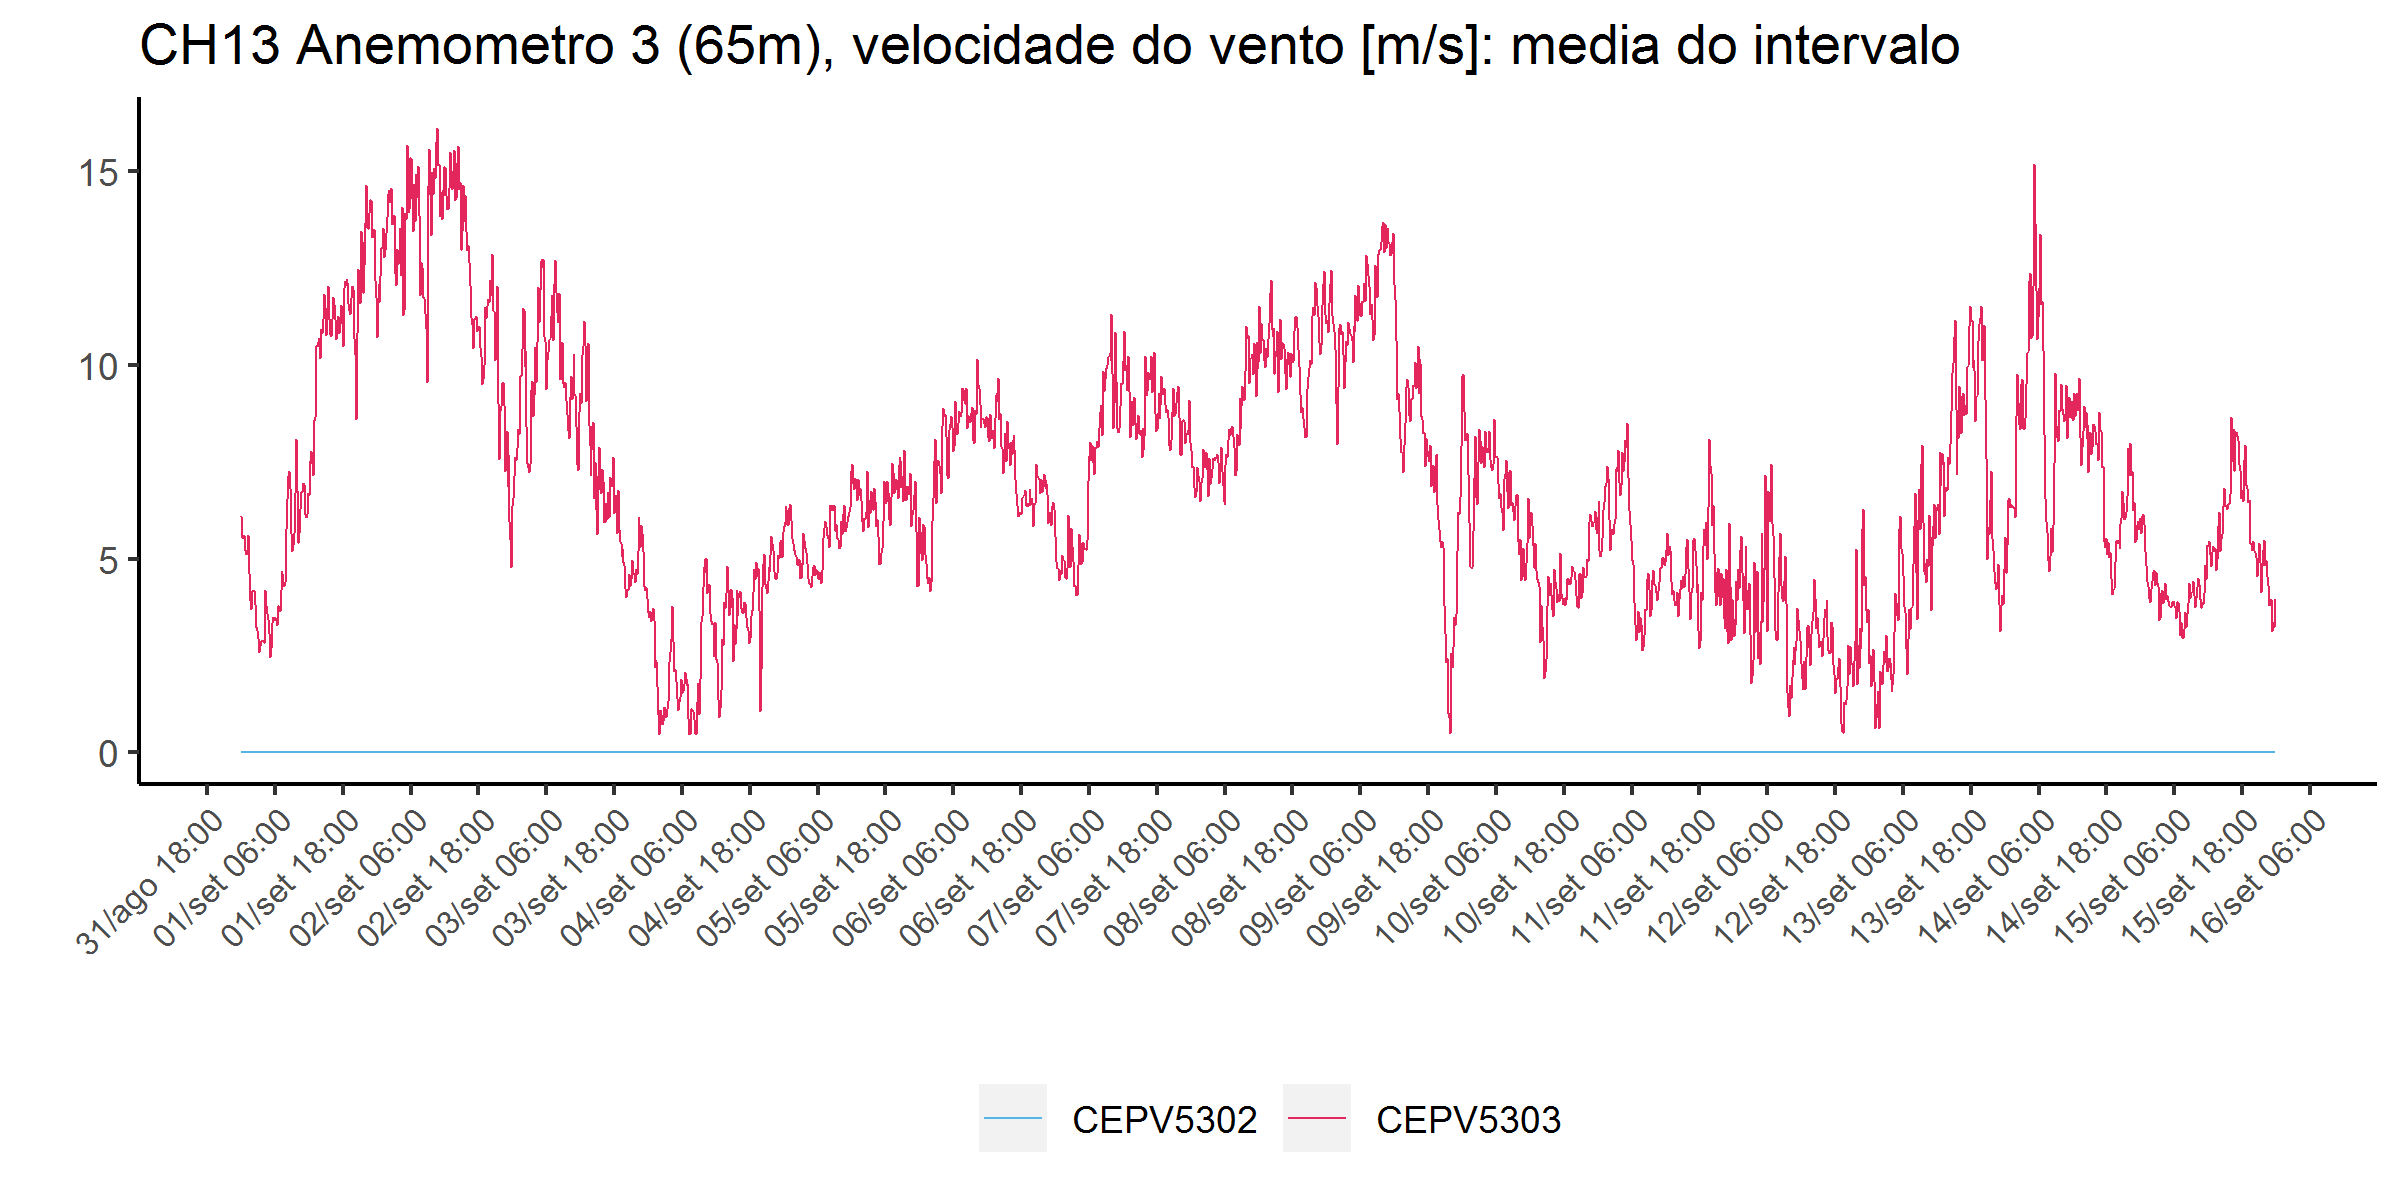 CH13 Anemometro 3 (65m), velocidade do vento [m/s]: media do intervalo
15
10
5
0
31/ago 18:00
01/set 06:00
01/set 18:00
02/set 06:00
02/set 18:00
03/set 06:00
03/set 18:00
04/set 06:00
04/set 18:00
05/set 06:00
05/set 18:00
06/set 06:00
06/set 18:00
07/set 06:00
07/set 18:00
08/set 06:00
08/set 18:00
09/set 06:00
09/set 18:00
10/set 06:00
10/set 18:00
11/set 06:00
11/set 18:00
12/set 06:00
12/set 18:00
13/set 06:00
13/set 18:00
14/set 06:00
14/set 18:00
15/set 06:00
15/set 18:00
16/set 06:00
CEPV5302
CEPV5303